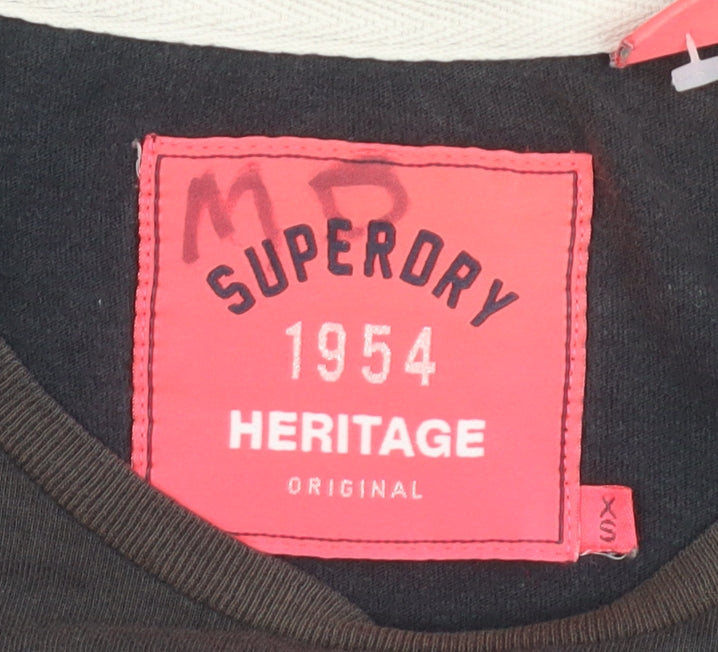 MD
SUPERDRY
1954
HERITAGE
ORIGINAL
XS